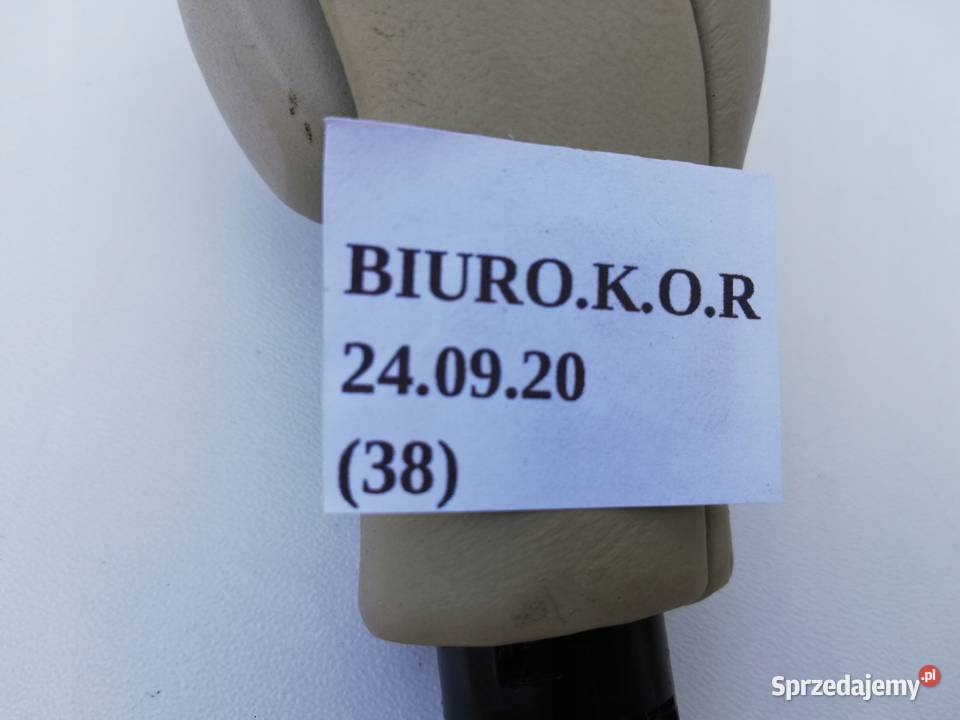 BIURO.K.O.R
24.09.20
(38)
Sprzedajemy.pl